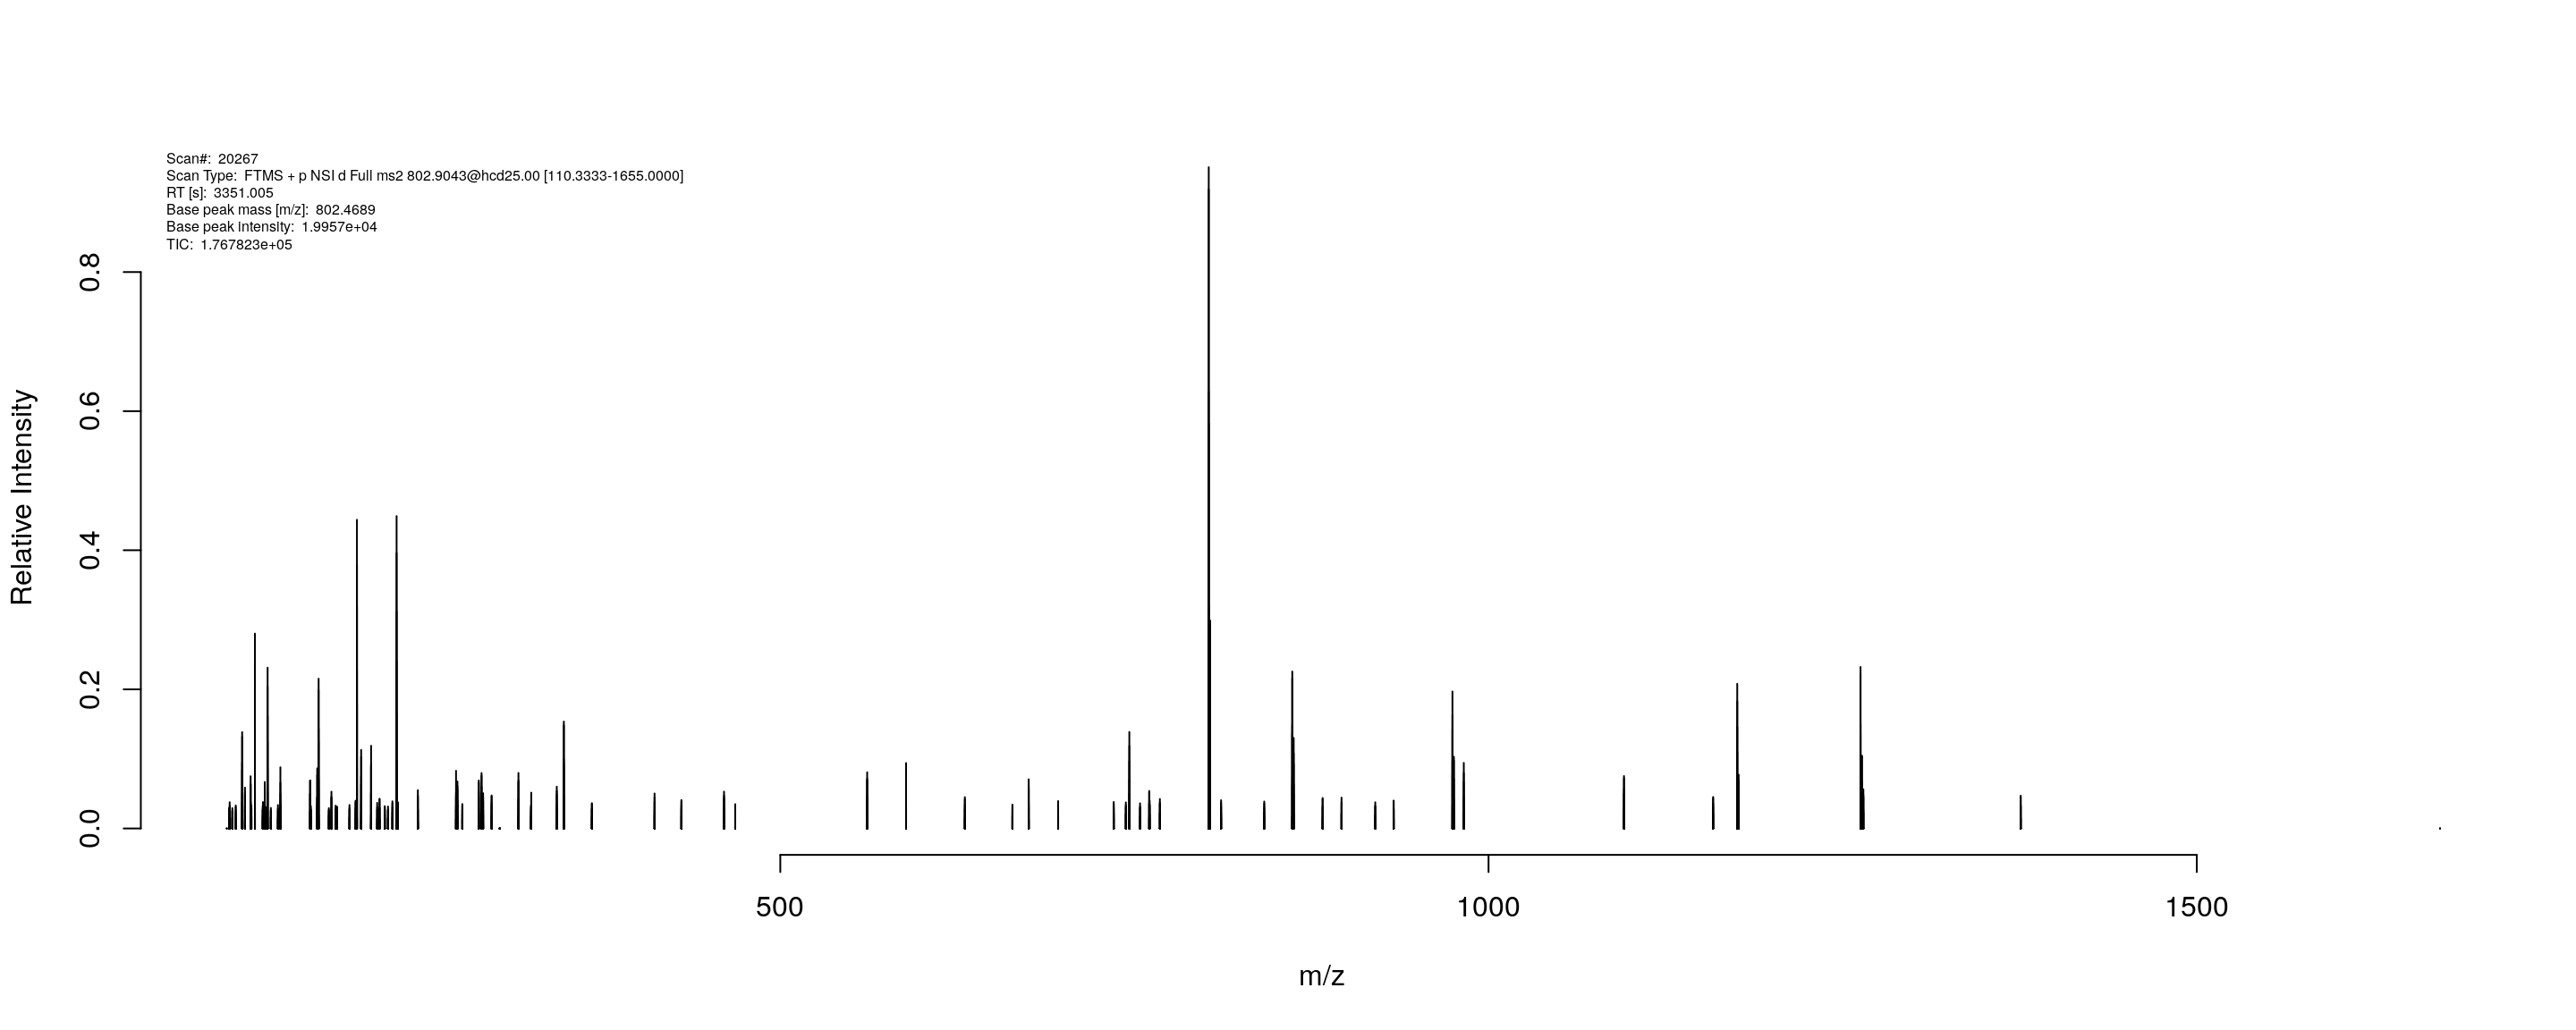 Scan#: 20267
Scan Type: FTMS + p NSI d Full ms2 802.9043@hcd25.00 [110.3333-1655.0000]
RT [s]: 3351.005
Base peak mass [m/z]: 802.4689
Base peak intensity: 1.9957e+04
TIC: 1.767823e+05
0.8
0.6
0.4
0.2
0.0
Relative Intensity
500 1000 1500
m/z